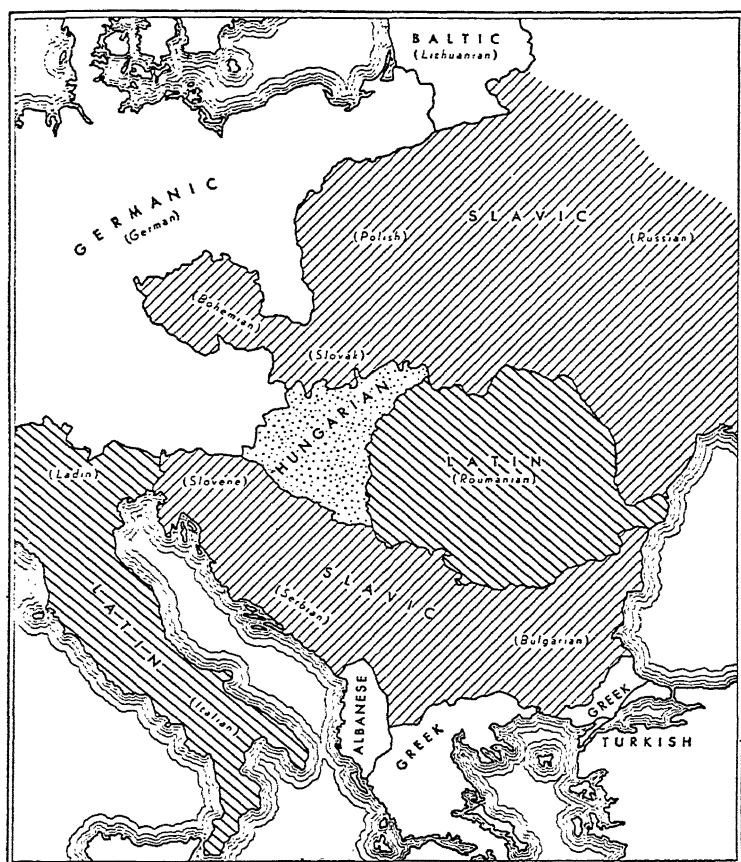 BALTIC
(Lithuanian)
GERMANIC
(German)
SLAVIC
(Polish)
(Russian)
(Bohemian)
(Slovak)
HUNGARIAN
LATIN
(Roumanian)
(Ladin)
(Slovene)
SLAVIC
(Serbian)
(Bulgarian)
LATIN
(Italian)
ALBANESE
GREEK
GREEK
TURKISH